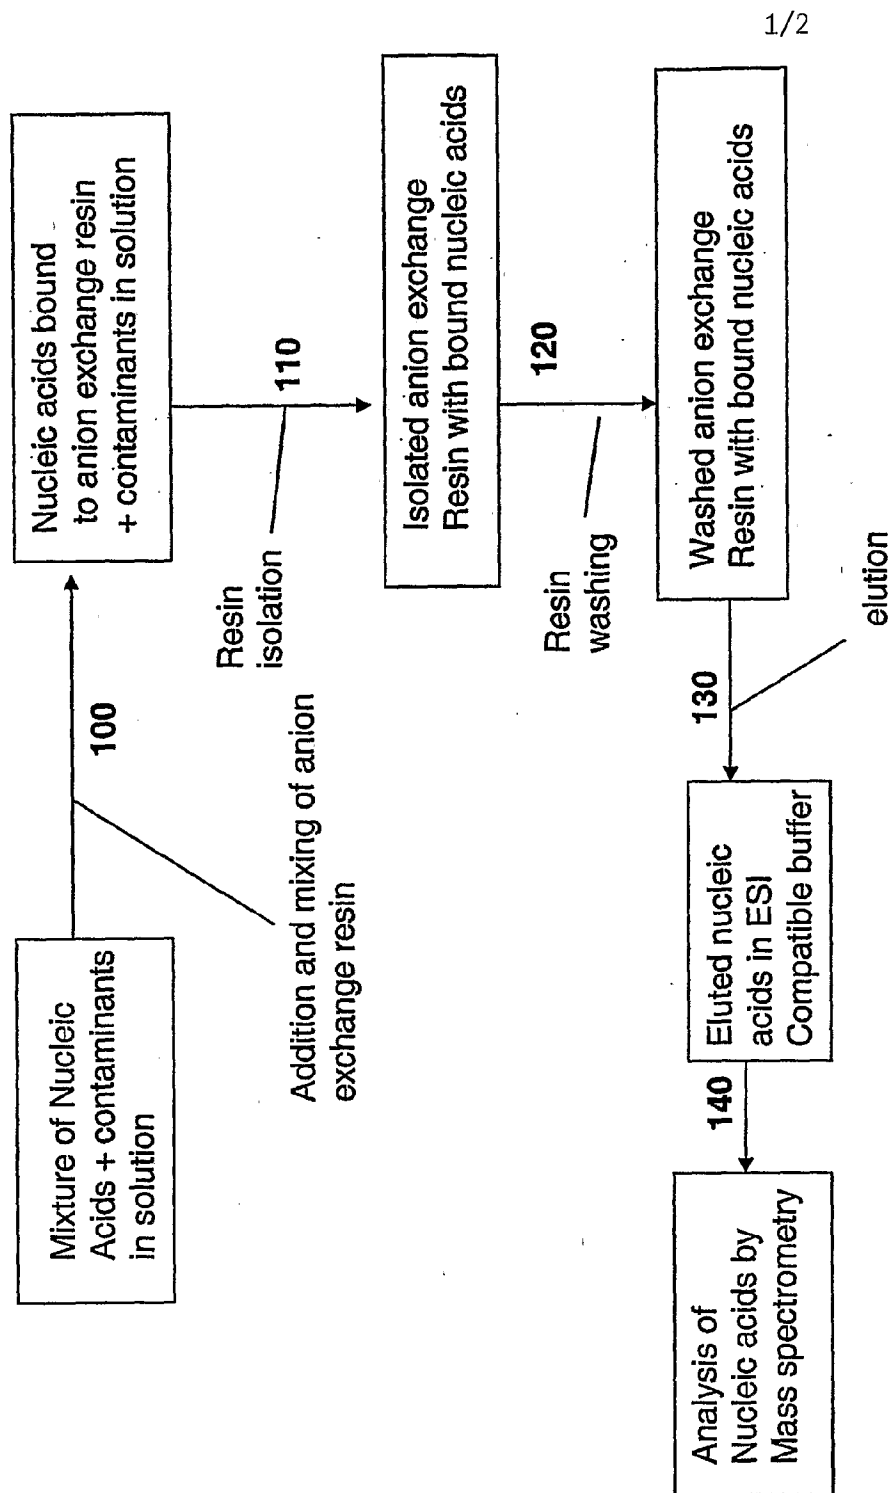 1/2
Mixture of Nucleic
Acids + contaminants
in solution
100
Addition and mixing of anion
exchange resin
Nucleic acids bound
to anion exchange resin
+ contaminants in solution
110
Resin
isolation
Isolated anion exchange
Resin with bound nucleic acids
120
Resin
washing
Washed anion exchange
Resin with bound nucleic acids
130
elution
Eluted nucleic
acids in ESI
Compatible buffer
140
Analysis of
Nucleic acids by
Mass spectrometry